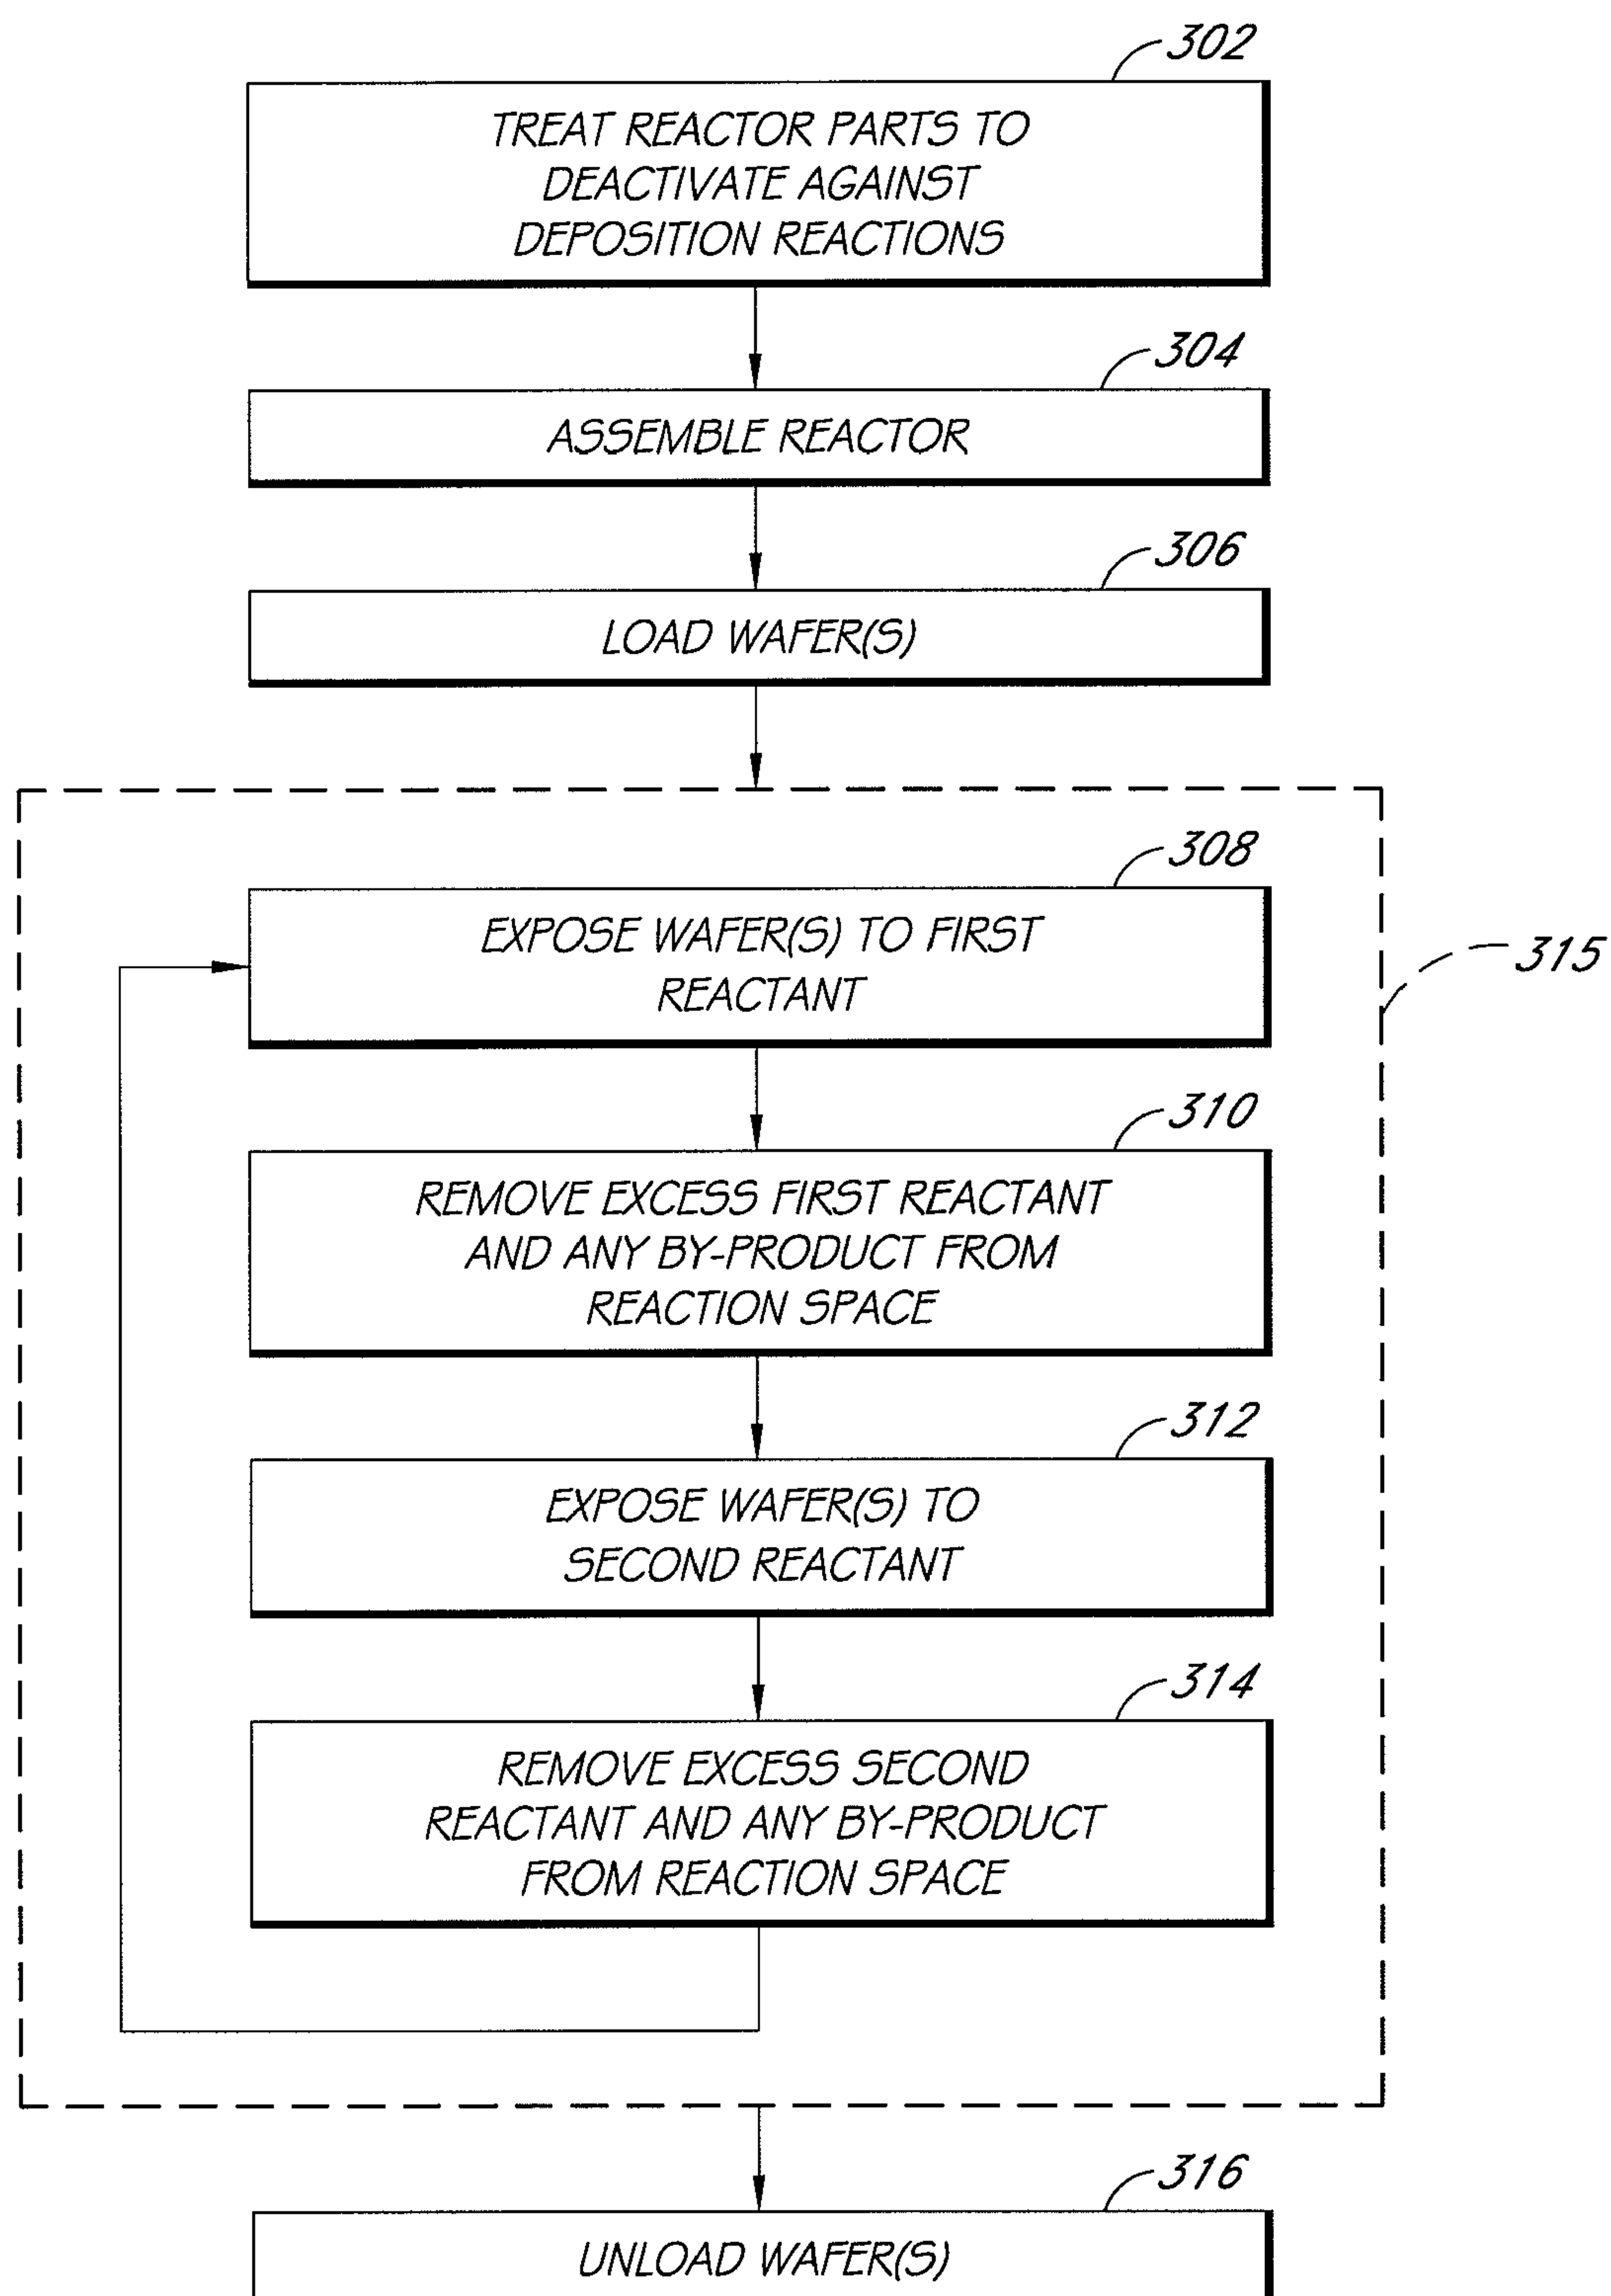 302
TREAT REACTOR PARTS TO
DEACTIVATE AGAINST
DEPOSITION REACTIONS
304
ASSEMBLE REACTOR
306
LOAD WAFER(S)
308
EXPOSE WAFER(S) TO FIRST
REACTANT
315
310
REMOVE EXCESS FIRST REACTANT
AND ANY BY-PRODUCT FROM
REACTION SPACE
312
EXPOSE WAFER(S) TO
SECOND REACTANT
314
REMOVE EXCESS SECOND
REACTANT AND ANY BY-PRODUCT
FROM REACTION SPACE
316
UNLOAD WAFER(S)